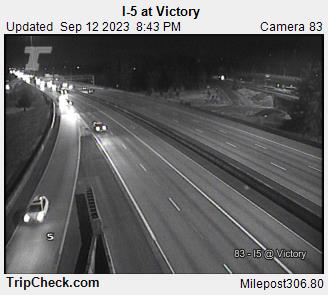 I-5 at Victory
Updated Sep 12 2023 8:43 PM Camera 83
S
83 - I5 @ Victory
TripCheck.com Milepost306.80